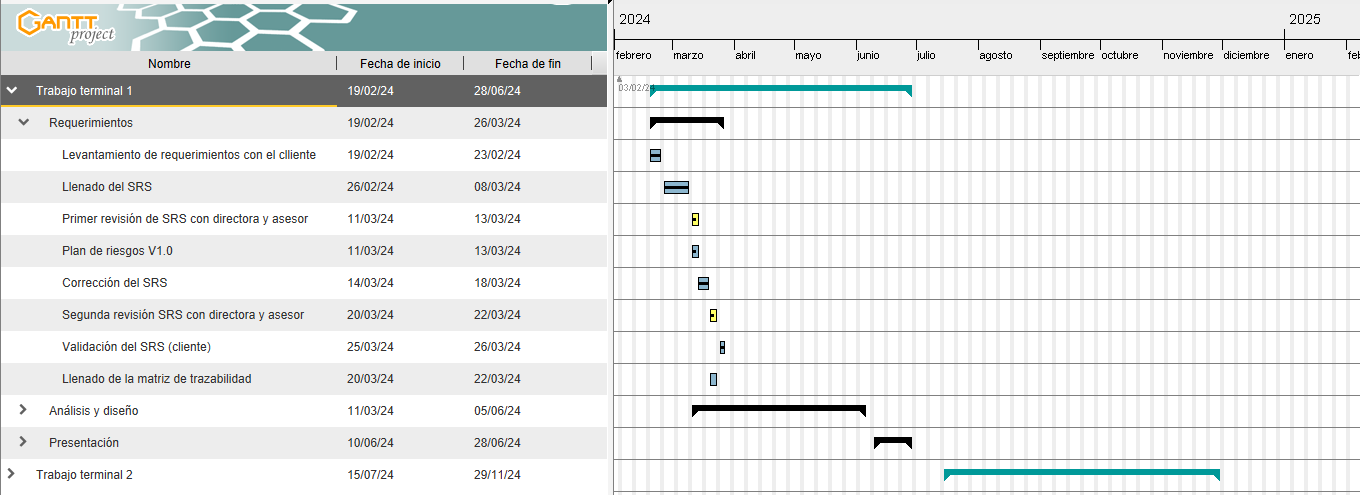 GANTT
project
2024
2025
febrero marzo abril mayo junio julio agosto septiembre octubre noviembre diciembre enero feb
Nombre Fecha de inicio Fecha de fin
Trabajo terminal 1 19/02/24 28/06/24
03/02/24
Requerimientos 19/02/24 26/03/24
Levantamiento de requerimientos con el clliente 19/02/24 23/02/24
Llenado del SRS 26/02/24 08/03/24
Primer revisión de SRS con directora y asesor 11/03/24 13/03/24
Plan de riesgos V1.0 11/03/24 13/03/24
Corrección del SRS 14/03/24 18/03/24
Segunda revisión SRS con directora y asesor 20/03/24 22/03/24
Validación del SRS (cliente) 25/03/24 26/03/24
Llenado de la matriz de trazabilidad 20/03/24 22/03/24
Análisis y diseño 11/03/24 05/06/24
Presentación 10/06/24 28/06/24
Trabajo terminal 2 15/07/24 29/11/24